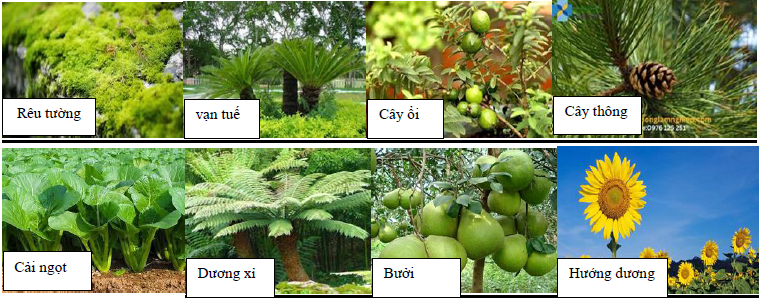 Rêu tường
vạn tuế
Cây ổi
Cây thông
Cải ngọt
Dương xỉ
Bưởi
Hướng dương